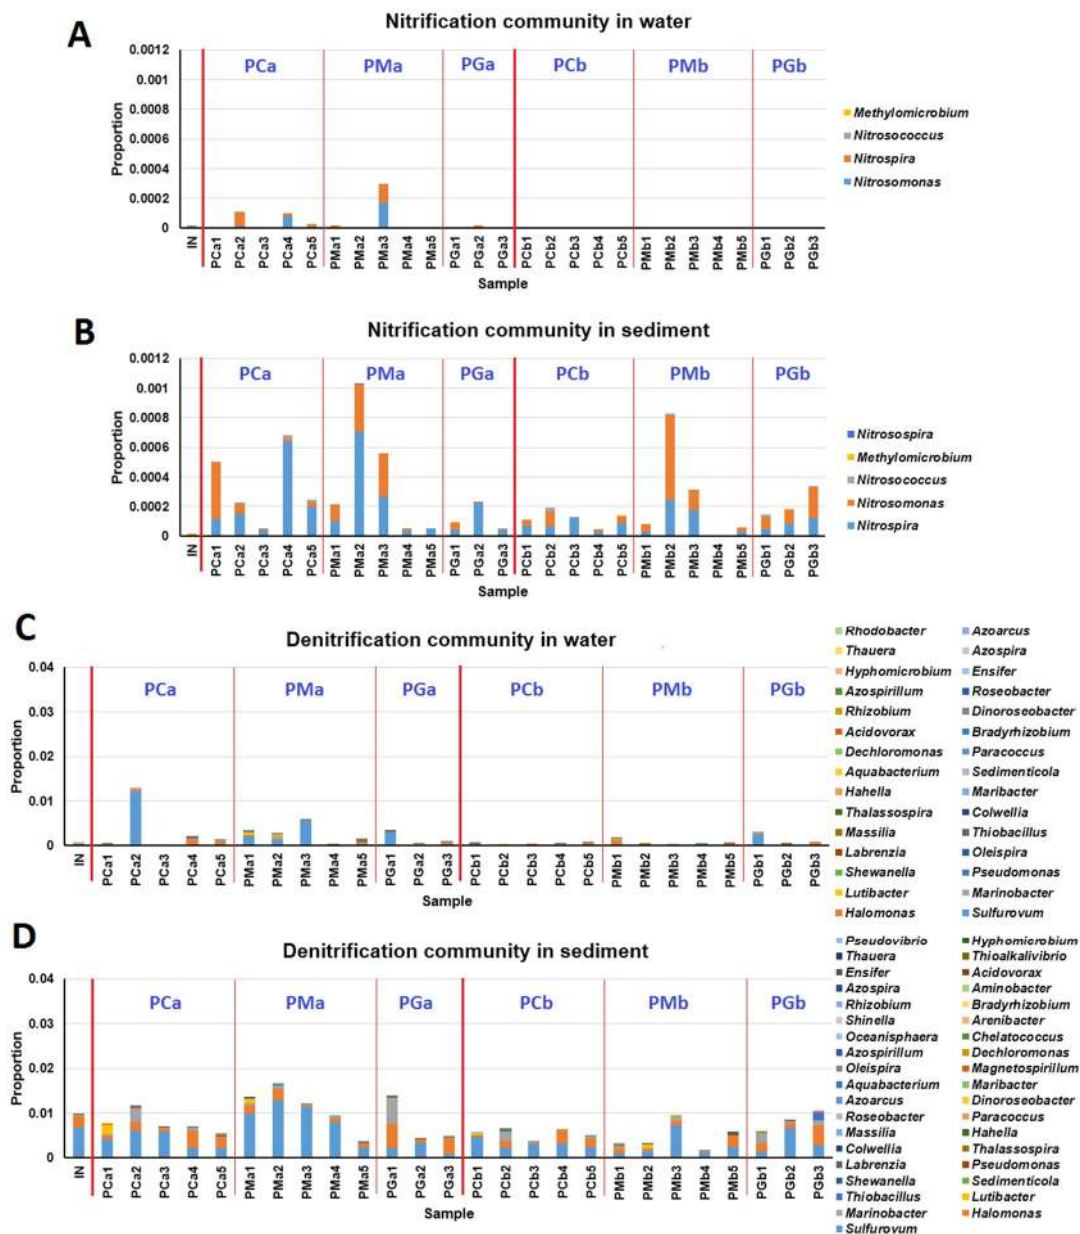 A
Nitrification community in water
0.0012
0.001
0.0008
0.0006
0.0004
0.0002
0
Proportion
PCa PMa PGa PCb PMb PGb
IN PCa1 PCa2 PCa3 PCa4 PCa5 PMa1 PMa2 PMa3 PMa4 PMa5 PGa1 PGa2 PGa3 PCb1 PCb2 PCb3 PCb4 PCb5 PMb1 PMb2 PMb3 PMb4 PMb5 PGb1 PGb2 PGb3
Sample
Methylomicrobium
Nitrosococcus
Nitrospira
Nitrosomonas
B
Nitrification community in sediment
0.0012
0.001
0.0008
0.0006
0.0004
0.0002
0
Proportion
PCa PMa PGa PCb PMb PGb
IN PCa1 PCa2 PCa3 PCa4 PCa5 PMa1 PMa2 PMa3 PMa4 PMa5 PGa1 PGa2 PGa3 PCb1 PCb2 PCb3 PCb4 PCb5 PMb1 PMb2 PMb3 PMb4 PMb5 PGb1 PGb2 PGb3
Sample
Nitrosospira
Methylomicrobium
Nitrosococcus
Nitrosomonas
Nitrospira
C
Denitrification community in water
0.04
0.03
0.02
0.01
0
Proportion
PCa PMa PGa PCb PMb PGb
IN PCa1 PCa2 PCa3 PCa4 PCa5 PMa1 PMa2 PMa3 PMa4 PMa5 PGa1 PGa2 PGa3 PCb1 PCb2 PCb3 PCb4 PCb5 PMb1 PMb2 PMb3 PMb4 PMb5 PGb1 PGb2 PGb3
Sample
Rhodobacter Azoarcus
Thauera Azospira
Hyphomicrobium Ensifer
Azospirillum Roseobacter
Rhizobium Dinoroseobacter
Acidovorax Bradyrhizobium
Dechloromonas Paracoccus
Aquabacterium Sedimenticola
Hahella Maribacter
Thalassospira Colwellia
Massilia Thiobacillus
Labrenzia Oleispira
Shewanella Pseudomonas
Lutibacter Marinobacter
Halomonas Sulfurovum
D
Denitrification community in sediment
0.04
0.03
0.02
0.01
0
Proportion
PCa PMa PGa PCb PMb PGb
IN PCa1 PCa2 PCa3 PCa4 PCa5 PMa1 PMa2 PMa3 PMa4 PMa5 PGa1 PGa2 PGa3 PCb1 PCb2 PCb3 PCb4 PCb5 PMb1 PMb2 PMb3 PMb4 PMb5 PGb1 PGb2 PGb3
Sample
Pseudovibrio Hyphomicrobium
Thauera Thioalkalivibrio
Ensifer Acidovorax
Azospira Aminobacter
Rhizobium Bradyrhizobium
Shinella Arenibacter
Oceanisphaera Chelatococcus
Azospirillum Dechloromonas
Oleispira Magnetospirillum
Aquabacterium Maribacter
Azoarcus Dinoroseobacter
Roseobacter Paracoccus
Massilia Hahella
Colwellia Thalassospira
Labrenzia Pseudomonas
Shewanella Sedimenticola
Thiobacillus Lutibacter
Marinobacter Halomonas
Sulfurovum